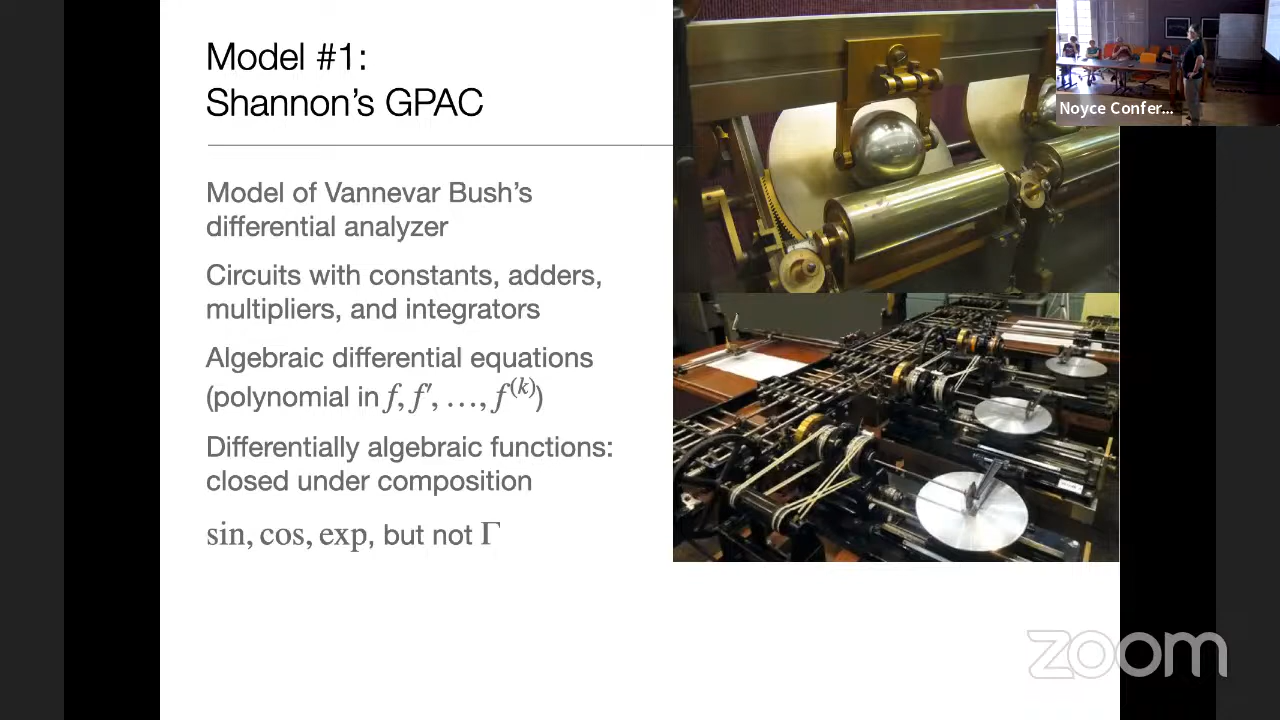 Model #1:
Shannon's GPAC
Model of Vannevar Bush's
differential analyzer
Circuits with constants, adders,
multipliers, and integrators
Algebraic differential equations
(polynomial in f, f′, …, f^(k))
Differentially algebraic functions:
closed under composition
sin, cos, exp, but not Γ
Noyce Confer...
zoom